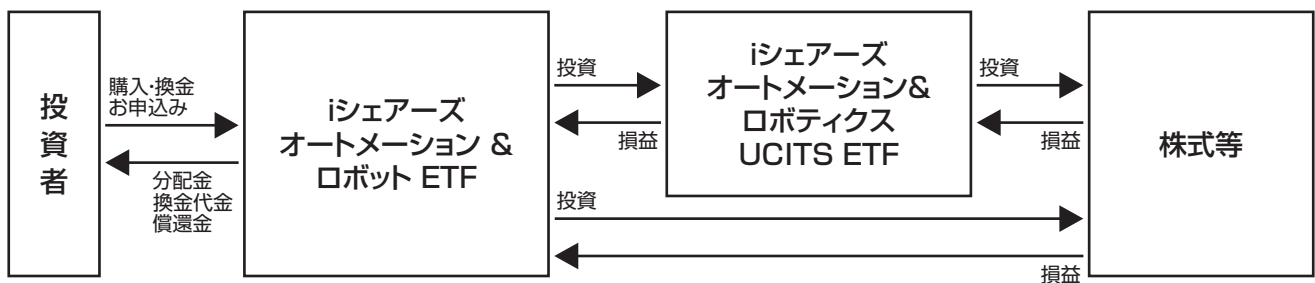 投資者
購入・換金
お申込み
分配金
換金代金
償還金
iシェアーズ
オートメーション &
ロボット ETF
投資
損益
iシェアーズ
オートメーション&
ロボティクス
UCITS ETF
投資
損益
投資
損益
株式等